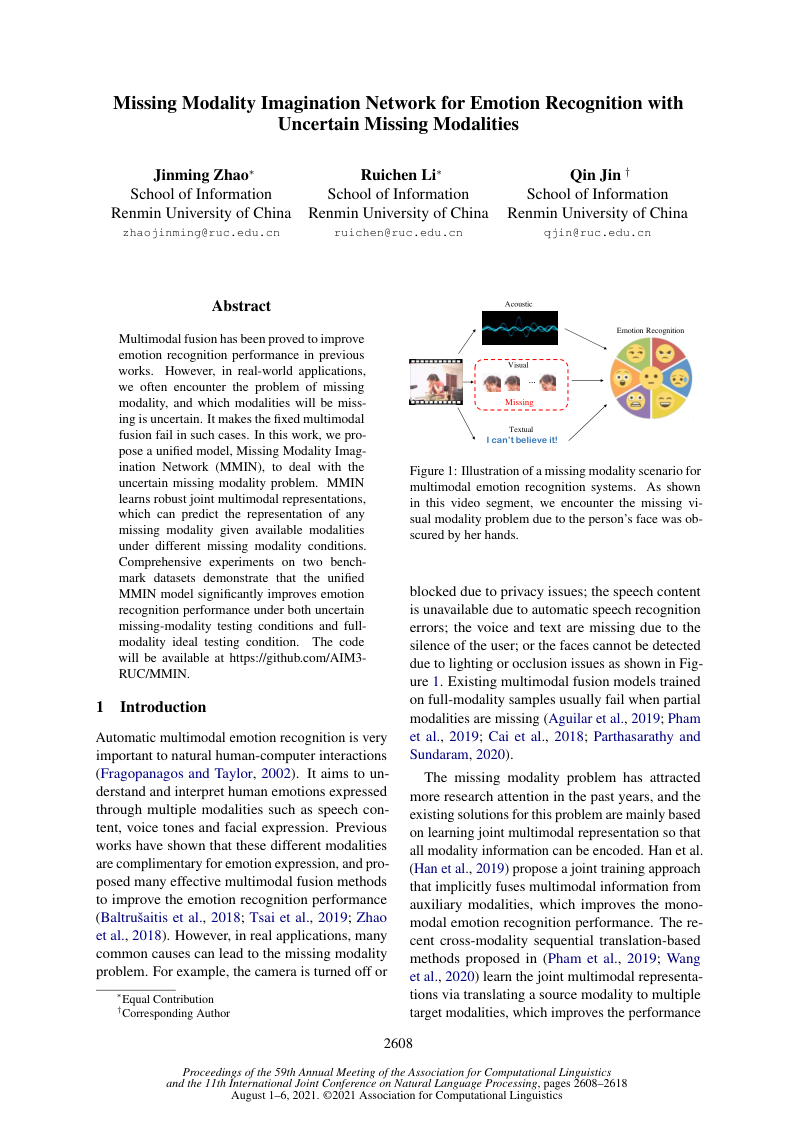 Missing Modality Imagination Network for Emotion Recognition with
Uncertain Missing Modalities
Jinming Zhao*
School of Information
Renmin University of China
zhaojinming@ruc.edu.cn
Ruichen Li*
School of Information
Renmin University of China
ruichen@ruc.edu.cn
Qin Jin †
School of Information
Renmin University of China
qjin@ruc.edu.cn
Abstract
Multimodal fusion has been proved to improve
emotion recognition performance in previous
works. However, in real-world applications,
we often encounter the problem of missing
modality, and which modalities will be miss-
ing is uncertain. It makes the fixed multimodal
fusion fail in such cases. In this work, we pro-
pose a unified model, Missing Modality Imag-
ination Network (MMIN), to deal with the
uncertain missing modality problem. MMIN
learns robust joint multimodal representations,
which can predict the representation of any
missing modality given available modalities
under different missing modality conditions.
Comprehensive experiments on two bench-
mark datasets demonstrate that the unified
MMIN model significantly improves emotion
recognition performance under both uncertain
missing-modality testing conditions and full-
modality ideal testing condition. The code
will be available at https://github.com/AIM3-
RUC/MMIN.
1 Introduction
Automatic multimodal emotion recognition is very
important to natural human-computer interactions
(Fragopanagos and Taylor, 2002). It aims to un-
derstand and interpret human emotions expressed
through multiple modalities such as speech con-
tent, voice tones and facial expression. Previous
works have shown that these different modalities
are complimentary for emotion expression, and pro-
posed many effective multimodal fusion methods
to improve the emotion recognition performance
(Baltrušaitis et al., 2018; Tsai et al., 2019; Zhao
et al., 2018). However, in real applications, many
common causes can lead to the missing modality
problem. For example, the camera is turned off or
*Equal Contribution
†Corresponding Author
Acoustic
Visual
...
Missing
Textual
I can't believe it!
Emotion Recognition
Figure 1: Illustration of a missing modality scenario for
multimodal emotion recognition systems. As shown
in this video segment, we encounter the missing vi-
sual modality problem due to the person's face was ob-
scured by her hands.
blocked due to privacy issues; the speech content
is unavailable due to automatic speech recognition
errors; the voice and text are missing due to the
silence of the user; or the faces cannot be detected
due to lighting or occlusion issues as shown in Fig-
ure 1. Existing multimodal fusion models trained
on full-modality samples usually fail when partial
modalities are missing (Aguilar et al., 2019; Pham
et al., 2019; Cai et al., 2018; Parthasarathy and
Sundaram, 2020).
The missing modality problem has attracted
more research attention in the past years, and the
existing solutions for this problem are mainly based
on learning joint multimodal representation so that
all modality information can be encoded. Han et al.
(Han et al., 2019) propose a joint training approach
that implicitly fuses multimodal information from
auxiliary modalities, which improves the mono-
modal emotion recognition performance. The re-
cent cross-modality sequential translation-based
methods proposed in (Pham et al., 2019; Wang
et al., 2020) learn the joint multimodal representa-
tions via translating a source modality to multiple
target modalities, which improves the performance
2608
Proceedings of the 59th Annual Meeting of the Association for Computational Linguistics
and the 11th International Joint Conference on Natural Language Processing, pages 2608–2618
August 1–6, 2021. ©2021 Association for Computational Linguistics